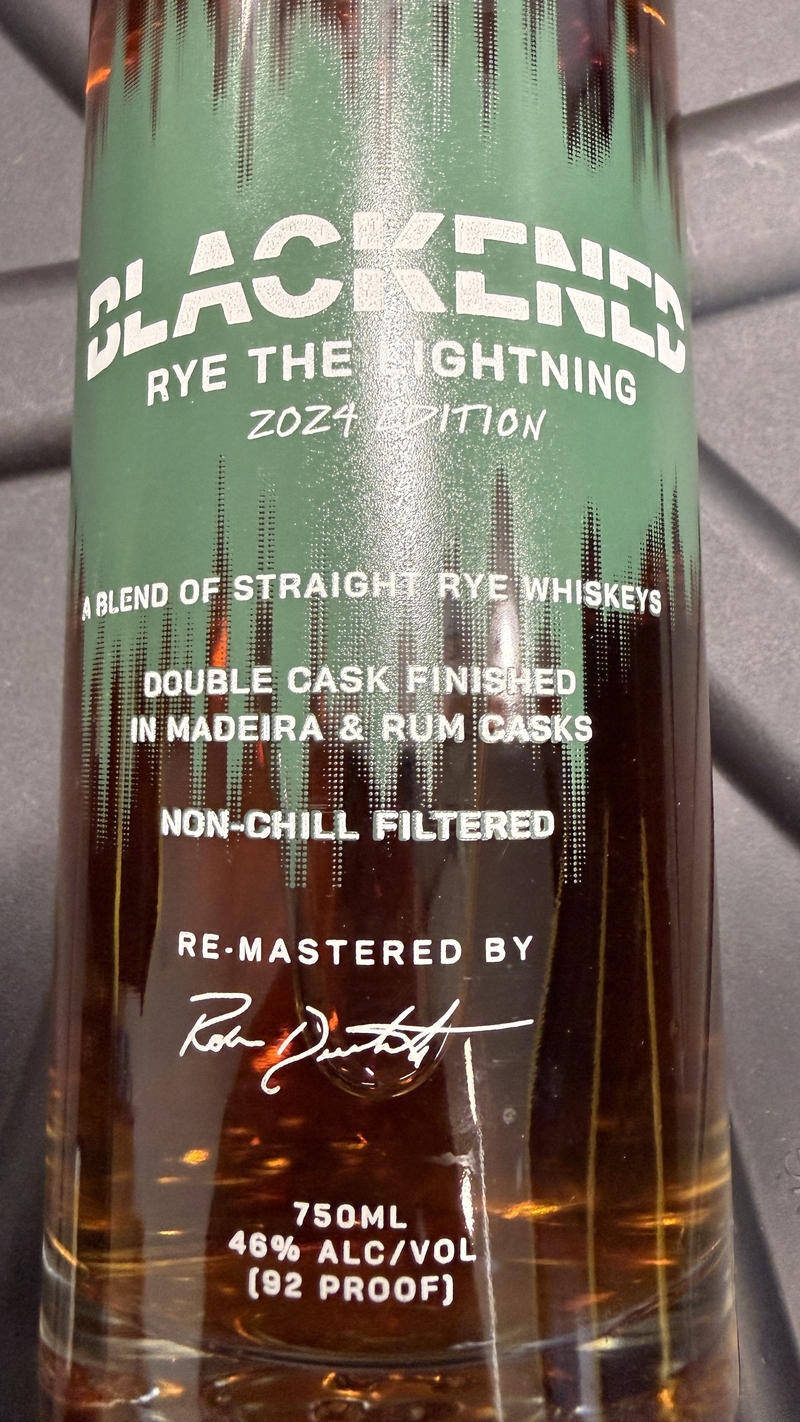 BLACKENED
RYE THE LIGHTNING
2024 EDITION
A BLEND OF STRAIGHT RYE WHISKEYS
DOUBLE CASK FINISHED
IN MADEIRA & RUM CASKS
NON-CHILL FILTERED
RE-MASTERED BY
750ML
46% ALC/VOL
[92 PROOF]